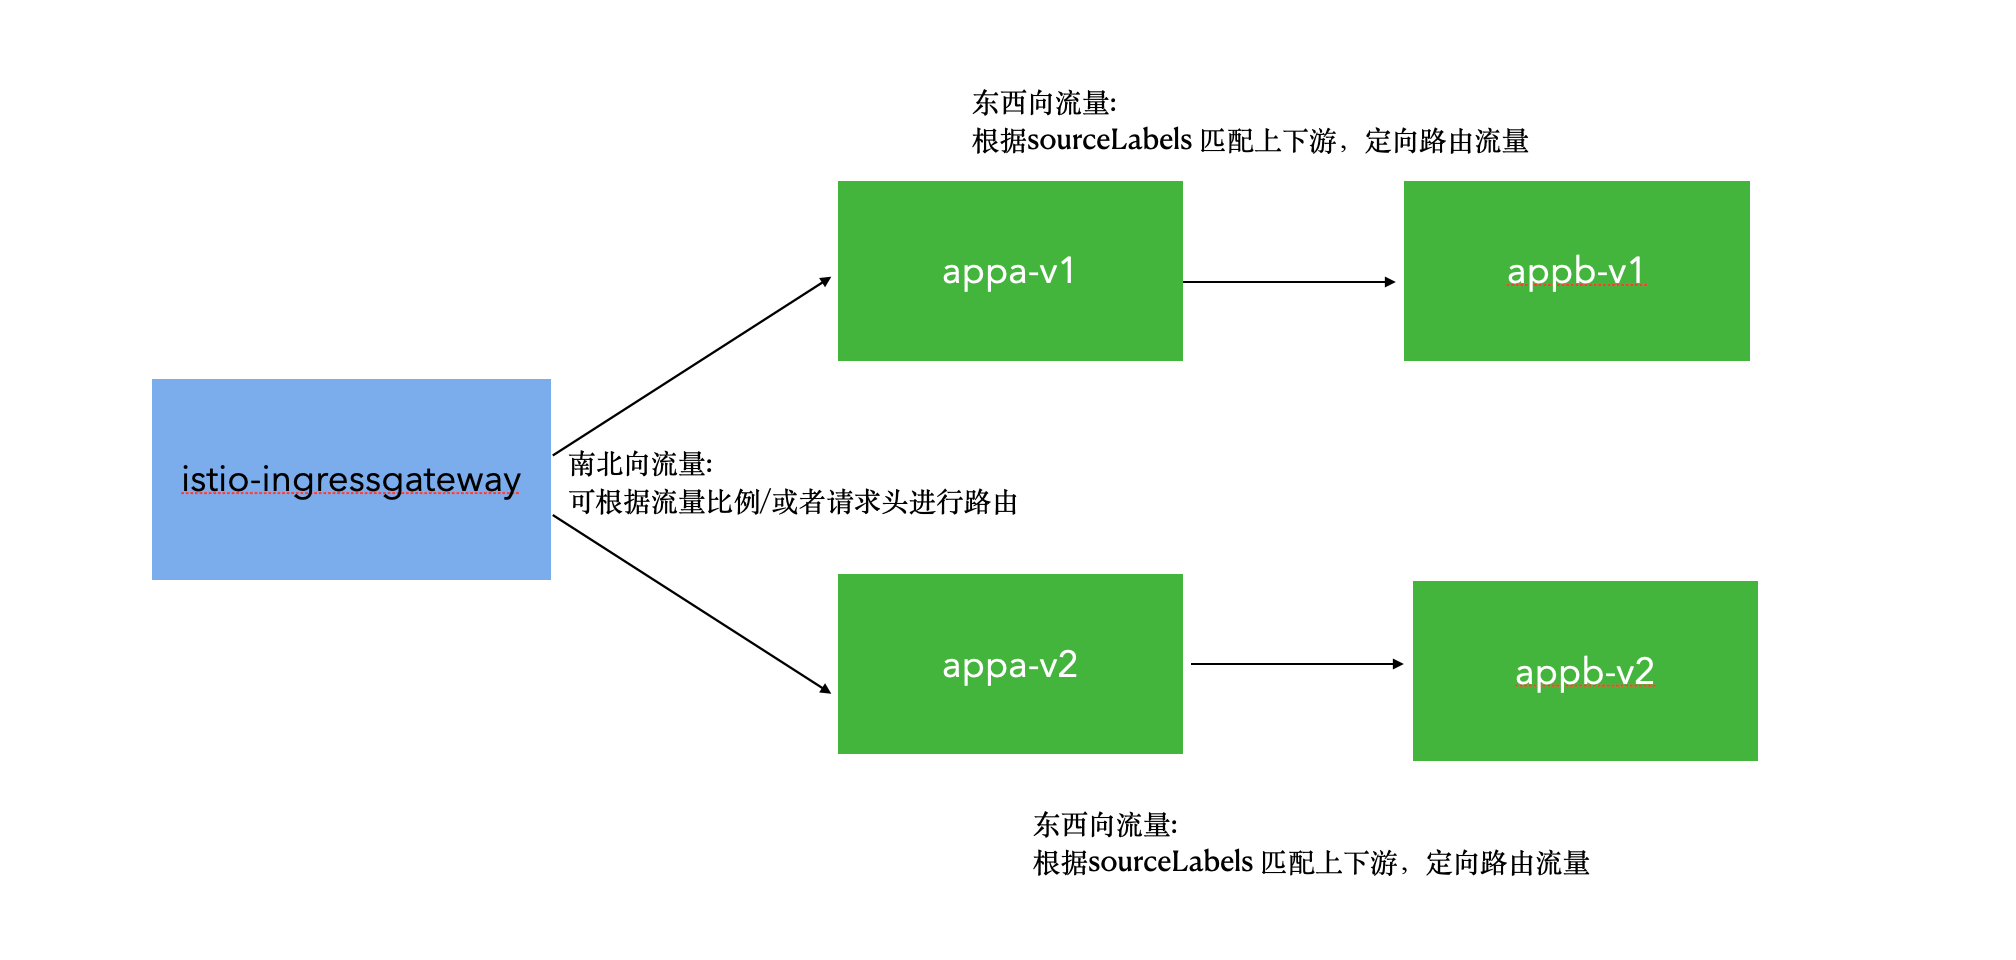 东西向流量:
根据sourceLabels 匹配上下游，定向路由流量
appa-v1
appb-v1
istio-ingressgateway
南北向流量:
可根据流量比例/或者请求头进行路由
appa-v2
appb-v2
东西向流量:
根据sourceLabels 匹配上下游，定向路由流量